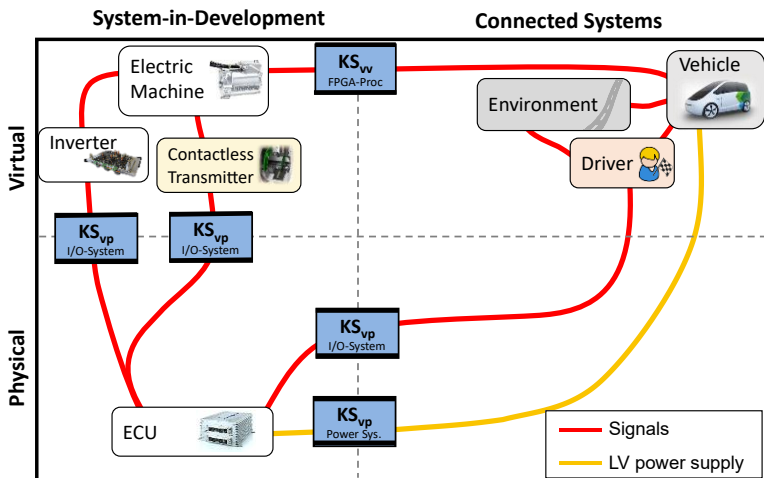 System-in-Development
Connected Systems
Virtual
Physical
Electric
Machine
KSvv
FPGA-Proc
Vehicle
Environment
Inverter
Contactless
Transmitter
Driver
KSvp
I/O-System
KSvp
I/O-System
KSvp
I/O-System
ECU
KSvp
Power Sys.
Signals
LV power supply